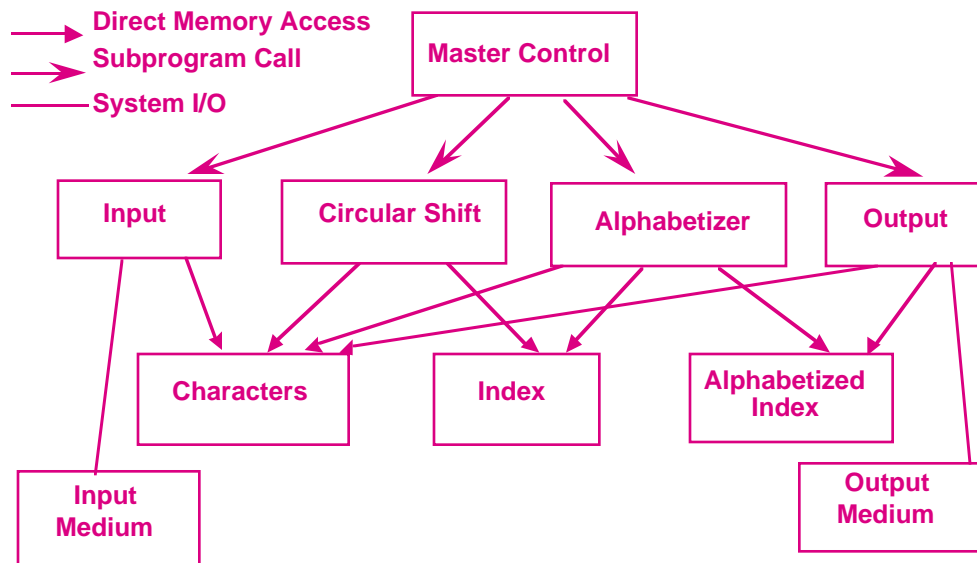 Direct Memory Access
Subprogram Call
System I/O
Master Control
Input
Circular Shift
Alphabetizer
Output
Characters
Index
Alphabetized
Index
Input
Medium
Output
Medium